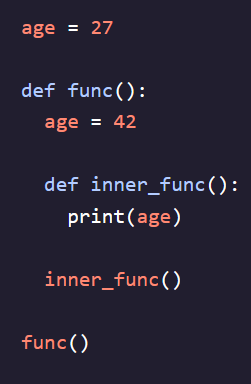 age = 27
def func():
  age = 42
  def inner_func():
    print(age)
  inner_func()
func()